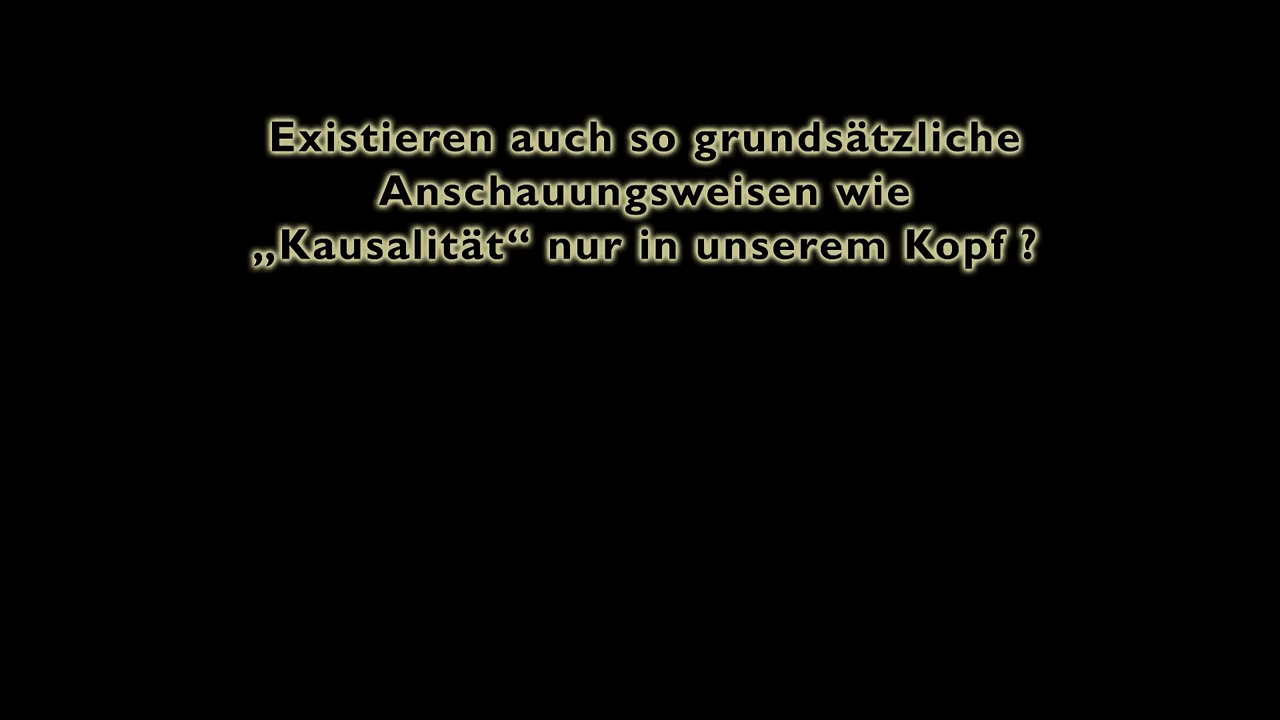 Existieren auch so grundsätzliche
Anschauungsweisen wie
„Kausalität“ nur in unserem Kopf ?